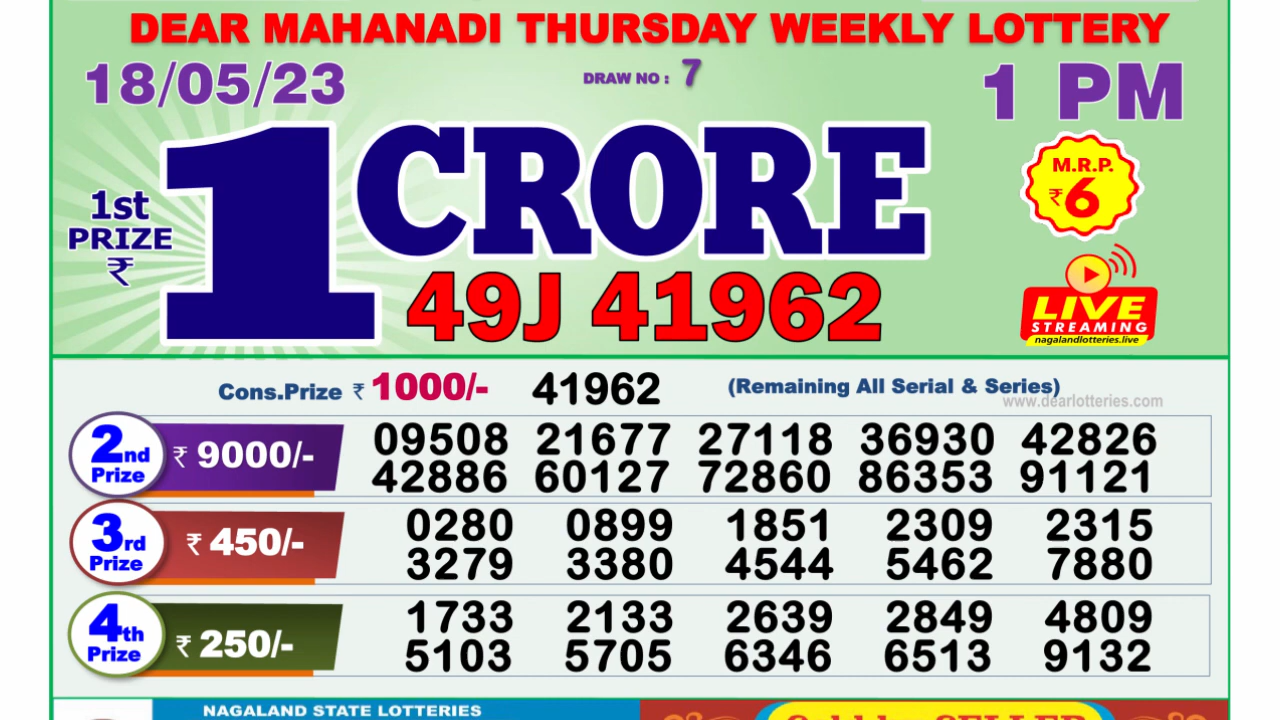 DEAR MAHANADI THURSDAY WEEKLY LOTTERY
18/05/23
DRAW NO : 7
1 PM
1st
PRIZE
₹
1 CRORE
49J 41962
M.R.P.
₹6
LIVE
STREAMING
nagalandlotteries.live
Cons.Prize ₹ 1000/- 41962 (Remaining All Serial & Series)
www.dearlotteries.com
2nd
Prize
₹ 9000/-
09508 21677 27118 36930 42826
42886 60127 72860 86353 91121
3rd
Prize
₹ 450/-
0280 0899 1851 2309 2315
3279 3380 4544 5462 7880
4th
Prize
₹ 250/-
1733 2133 2639 2849 4809
5103 5705 6346 6513 9132
NAGALAND STATE LOTTERIES